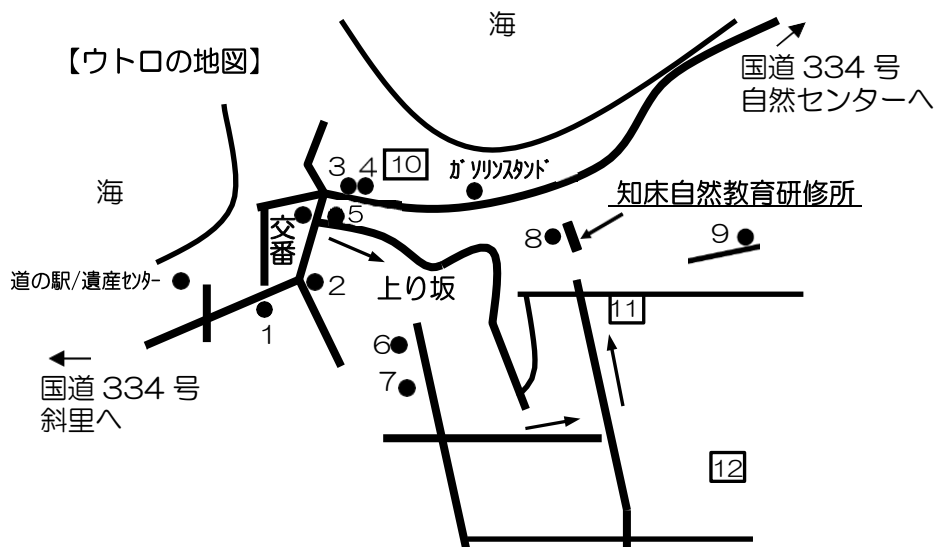 海
【ウトロの地図】
国道 334 号
自然センターへ
3 4 10 ｶﾞｿﾘﾝｽﾀﾝﾄﾞ
海
知床自然教育研修所
交番
5
8
9
道の駅/遺産ｾﾝﾀｰ
2
上り坂
1
11
6
国道 334 号
斜里へ
7
12